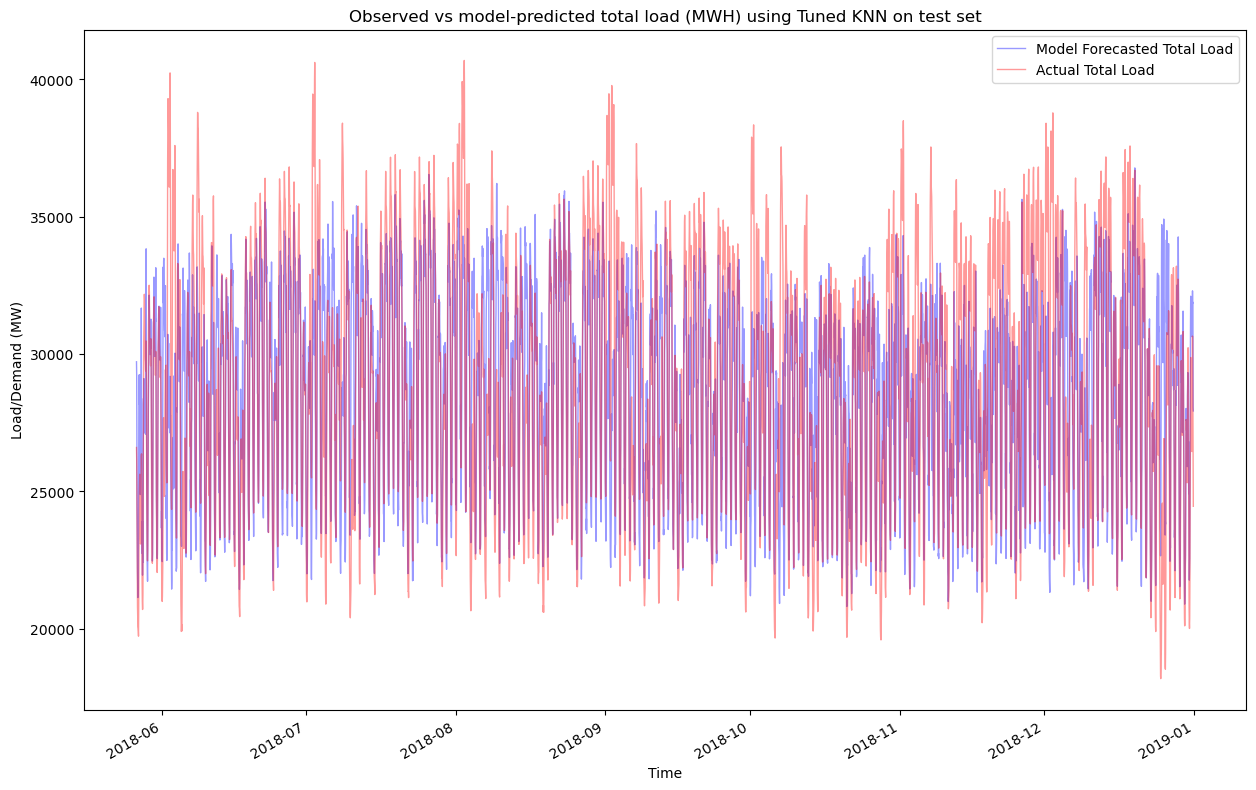 Observed vs model-predicted total load (MWH) using Tuned KNN on test set
Model Forecasted Total Load
Actual Total Load
Load/Demand (MW)
40000
35000
30000
25000
20000
2018-06
2018-07
2018-08
2018-09
2018-10
2018-11
2018-12
2019-01
Time